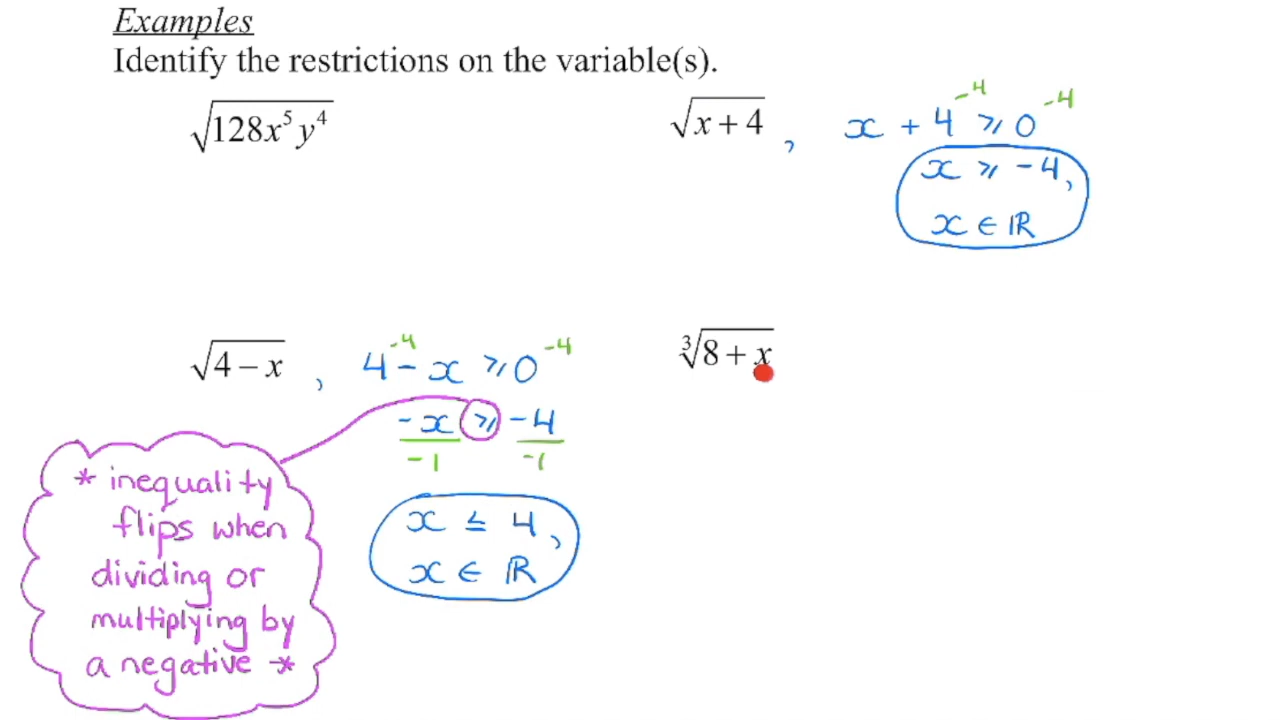 Examples
Identify the restrictions on the variable(s).
√128x⁵y⁴
√x + 4 , x + 4⁻⁴ ≥ 0⁻⁴
x ≥ -4,
x ∈ ℝ
√4 − x , 4⁻⁴ - x ≥ 0⁻⁴
-x ≥ -4
-1 -1
x ≤ 4,
x ∈ ℝ
* inequality
flips when
dividing or
multiplying by
a negative *
∛8 + x